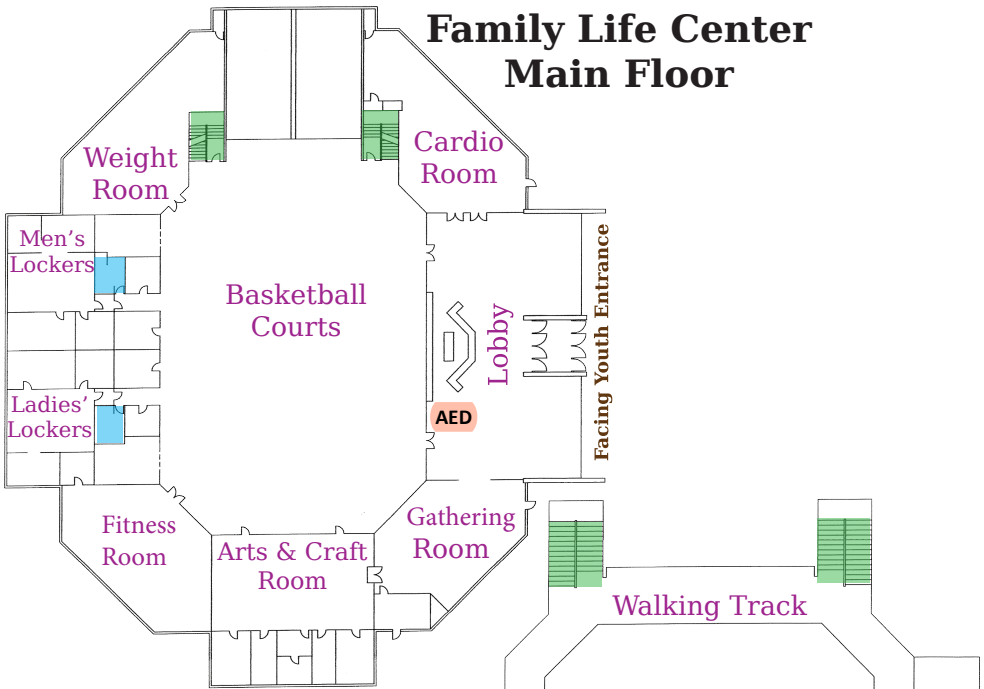 Family Life Center
Main Floor
Weight
Room
Cardio
Room
Men’s
Lockers
Basketball
Courts
Lobby
Facing Youth Entrance
AED
Ladies’
Lockers
Fitness
Room
Arts & Craft
Room
Gathering
Room
Walking Track